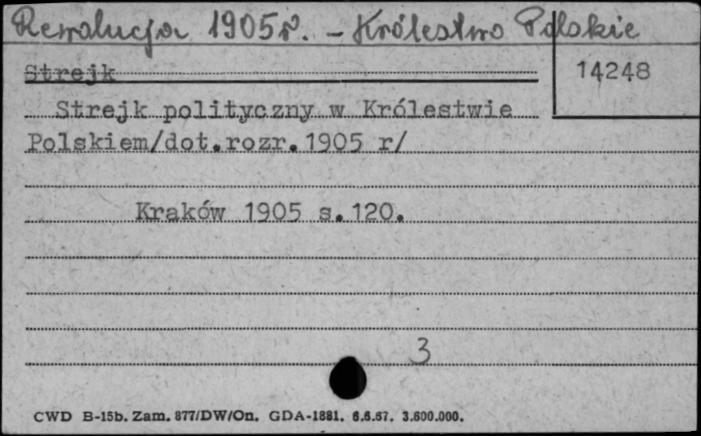 Rewolucja 1905 r. - Królestwo Polskie
Strejk
14248
Strejk polityczny w Królestwie
Polskiem/dot.rozr.1905 r/
Kraków 1905 s.120.
3
CWD B-15b. Zam. 877/DW/On. GDA-1881. 6.6.67. 3.600.000.